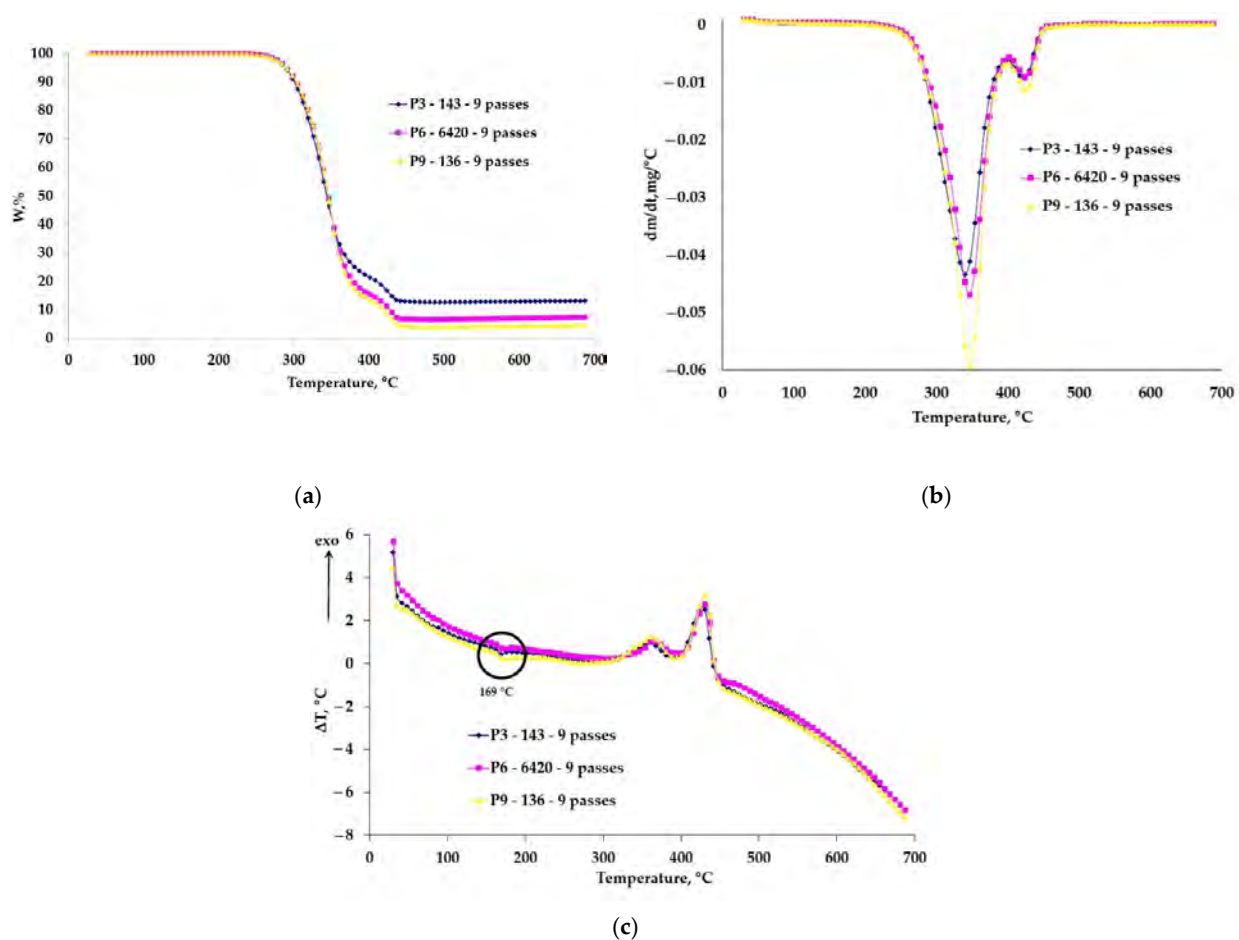 100
90
80
70
60
50
40
30
20
10
0
W,%
0 100 200 300 400 500 600 700
Temperature, °C
P3 - 143 - 9 passes
P6 - 6420 - 9 passes
P9 - 136 - 9 passes
(a)
0
−0.01
−0.02
−0.03
−0.04
−0.05
−0.06
dm/dt,mg/°C
0 100 200 300 400 500 600 700
Temperature, °C
P3 - 143 - 9 passes
P6 - 6420 - 9 passes
P9 - 136 - 9 passes
(b)
exo
6
4
2
0
−2
−4
−6
−8
ΔT, °C
169 °C
P3 - 143 - 9 passes
P6 - 6420 - 9 passes
P9 - 136 - 9 passes
0 100 200 300 400 500 600 700
Temperature, °C
(c)